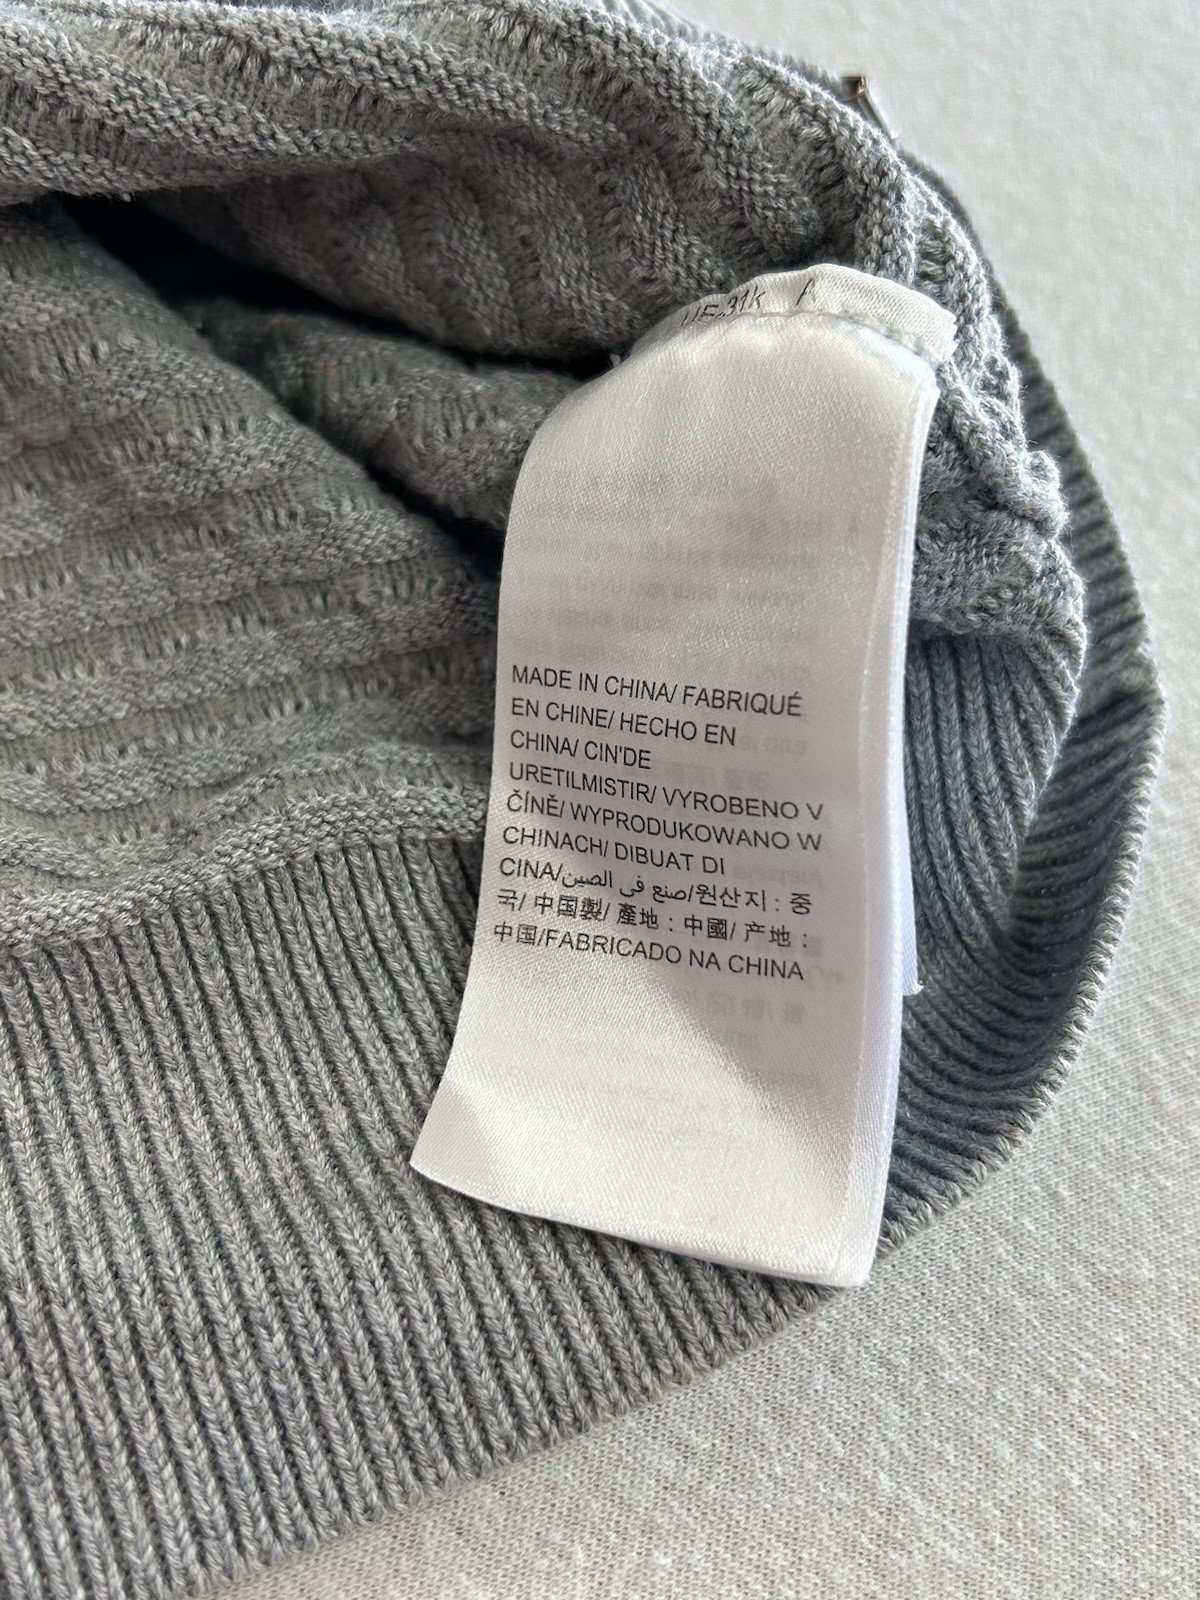 MADE IN CHINA/ FABRIQUÉ
EN CHINE/ HECHO EN
CHINA/ CIN'DE
URETILMISTIR/ VYROBENO V
ČÍNĚ/ WYPRODUKOWANO W
CHINACH/ DIBUAT DI
CINA/صنع في الصين/원산지 : 중
국/ 中国製/ 產地 : 中國/ 产地 :
中国/FABRICADO NA CHINA